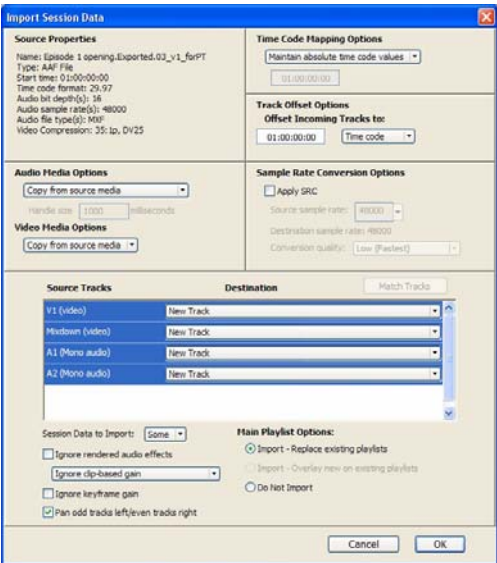 Import Session Data
Source Properties
Name: Episode 1 opening.Exported.03_v1_forPT
Type: AAF File
Start time: 01:00:00:00
Time code format: 29.97
Audio bit depth(s): 16
Audio sample rate(s): 48000
Audio file type(s): MXF
Video Compression: 35:1p, DV25
Time Code Mapping Options
Maintain absolute time code values
01:00:00:00
Track Offset Options
Offset Incoming Tracks to:
01:00:00:00 Time code
Audio Media Options
Copy from source media
Handle size 1000 milliseconds
Video Media Options
Copy from source media
Sample Rate Conversion Options
Apply SRC
Source sample rate: 48000
Destination sample rate: 48000
Conversion quality: Low (Fastest)
Source Tracks Destination Match Tracks
V1 (video) New Track
Mixdown (video) New Track
A1 (Mono audio) New Track
A2 (Mono audio) New Track
Session Data to Import: Some
Ignore rendered audio effects
Ignore clip-based gain
Ignore keyframe gain
Pan odd tracks left/even tracks right
Main Playlist Options:
Import - Replace existing playlists
Import - Overlay new on existing playlists
Do Not Import
Cancel OK